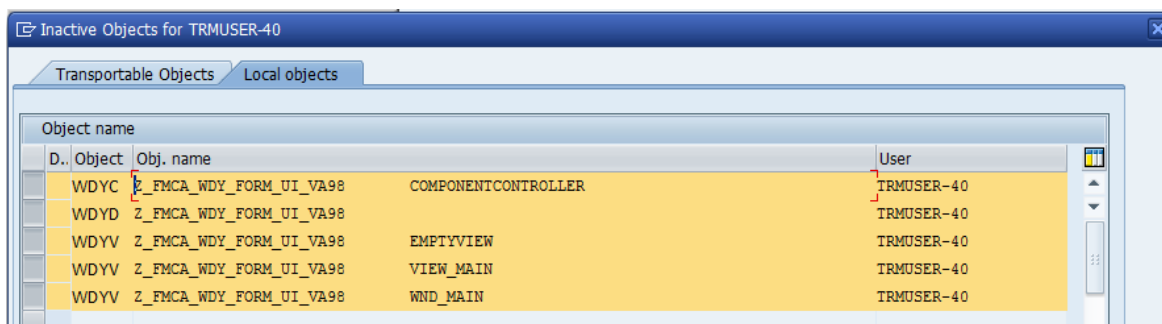 Inactive Objects for TRMUSER-40
Transportable Objects Local objects
Object name
D.. Object Obj. name User
WDYC Z_FMCA_WDY_FORM_UI_VA98 COMPONENTCONTROLLER TRMUSER-40
WDYD Z_FMCA_WDY_FORM_UI_VA98 TRMUSER-40
WDYV Z_FMCA_WDY_FORM_UI_VA98 EMPTYVIEW TRMUSER-40
WDYV Z_FMCA_WDY_FORM_UI_VA98 VIEW_MAIN TRMUSER-40
WDYV Z_FMCA_WDY_FORM_UI_VA98 WND_MAIN TRMUSER-40